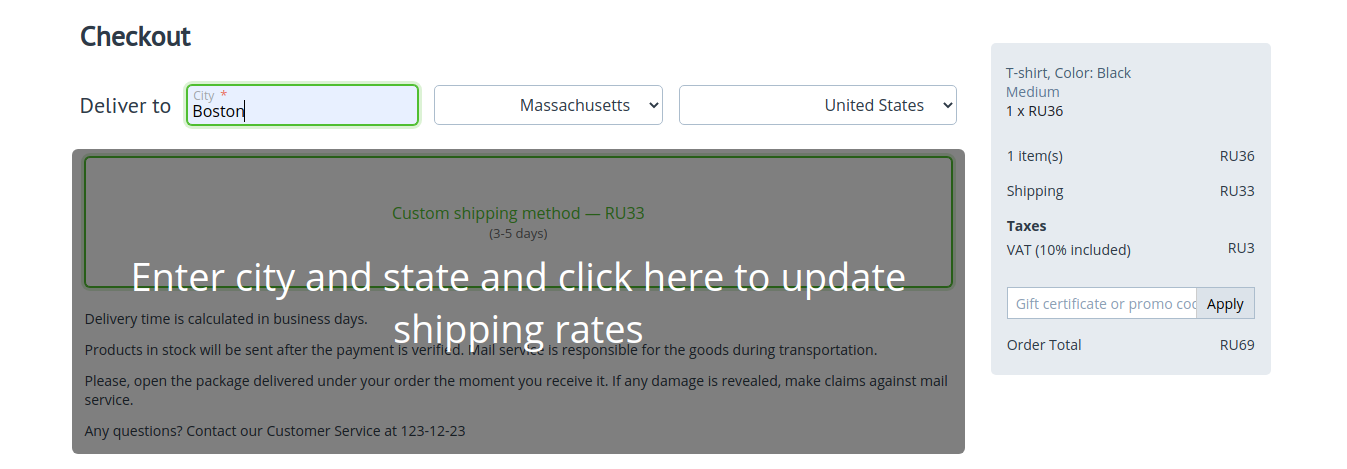 Checkout
Deliver to
City *
Boston
Massachusetts
United States
Custom shipping method — RU33
(3-5 days)
Enter city and state and click here to update
shipping rates
Delivery time is calculated in business days.
Products in stock will be sent after the payment is verified. Mail service is responsible for the goods during transportation.
Please, open the package delivered under your order the moment you receive it. If any damage is revealed, make claims against mail
service.
Any questions? Contact our Customer Service at 123-12-23
T-shirt, Color: Black
Medium
1 x RU36
1 item(s) RU36
Shipping RU33
Taxes
VAT (10% included) RU3
Gift certificate or promo coc Apply
Order Total RU69